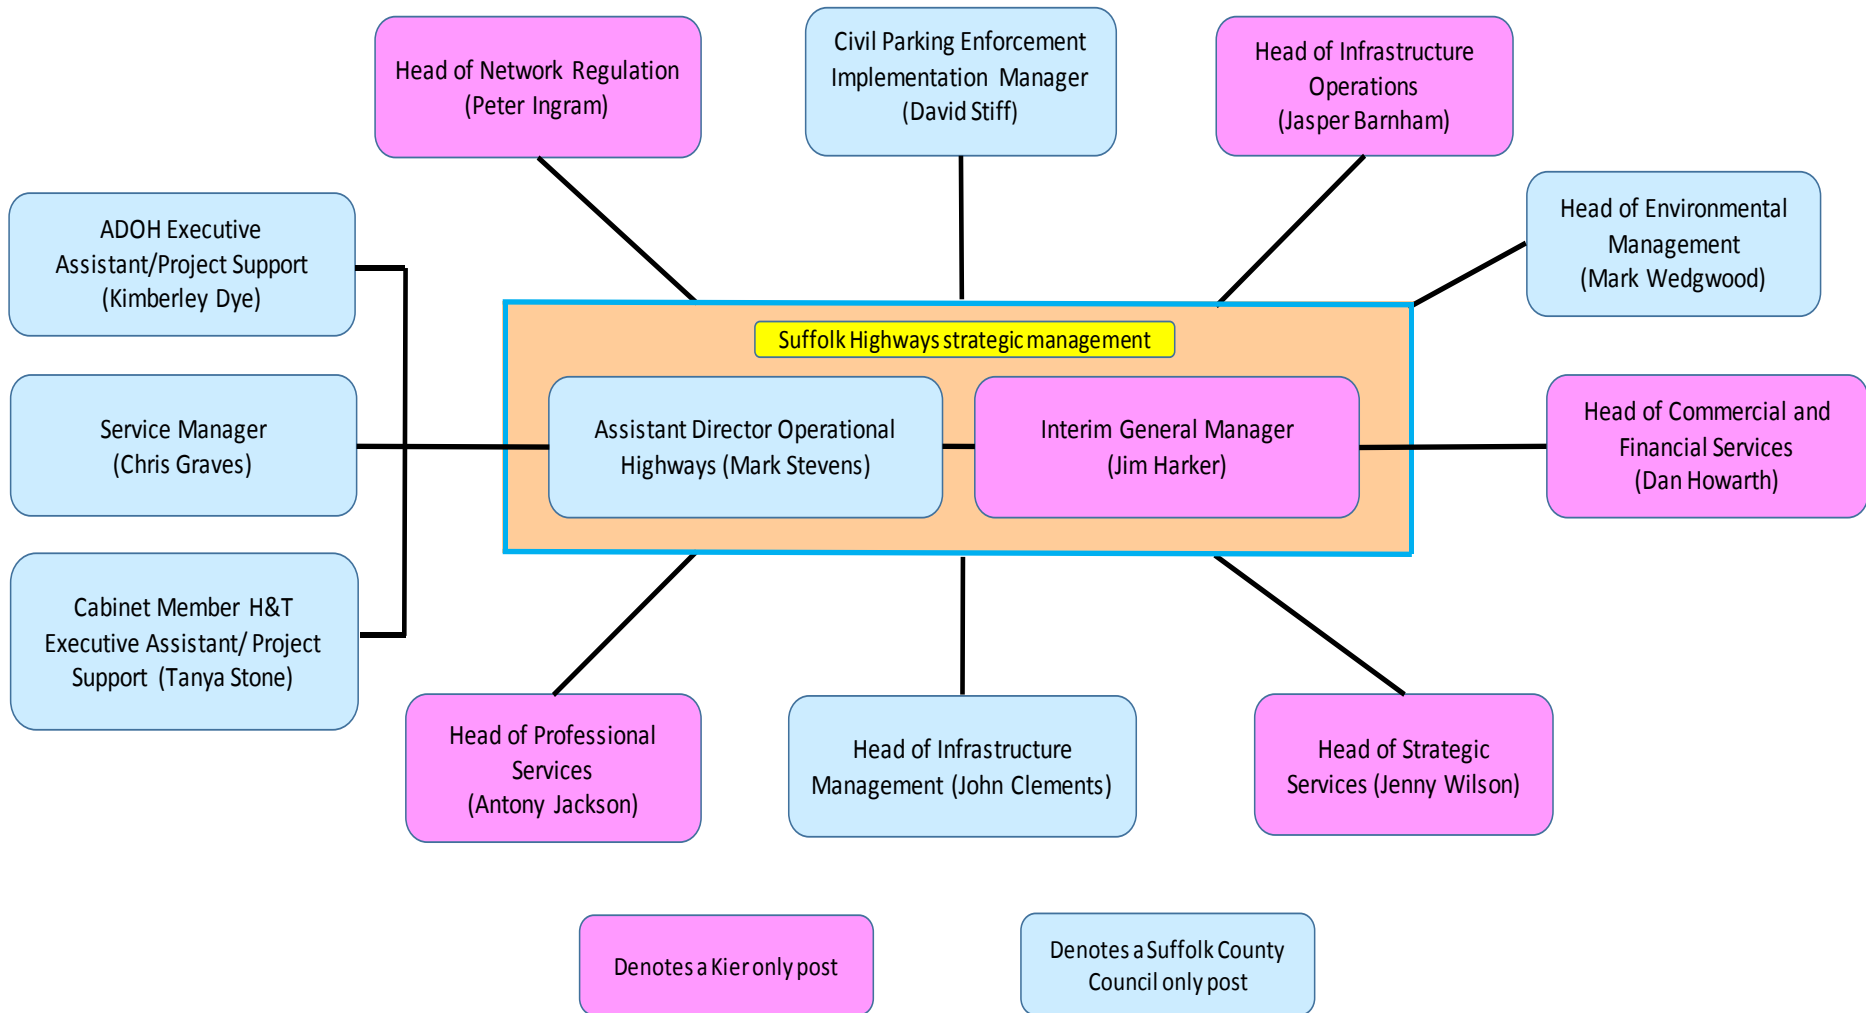 Head of Network Regulation
(Peter Ingram)
Civil Parking Enforcement
Implementation Manager
(David Stiff)
Head of Infrastructure
Operations
(Jasper Barnham)
Head of Environmental
Management
(Mark Wedgwood)
ADOH Executive
Assistant/Project Support
(Kimberley Dye)
Suffolk Highways strategic management
Service Manager
(Chris Graves)
Assistant Director Operational
Highways (Mark Stevens)
Interim General Manager
(Jim Harker)
Head of Commercial and
Financial Services
(Dan Howarth)
Cabinet Member H&T
Executive Assistant/ Project
Support (Tanya Stone)
Head of Professional
Services
(Antony Jackson)
Head of Infrastructure
Management (John Clements)
Head of Strategic
Services (Jenny Wilson)
Denotes a Kier only post
Denotes a Suffolk County
Council only post